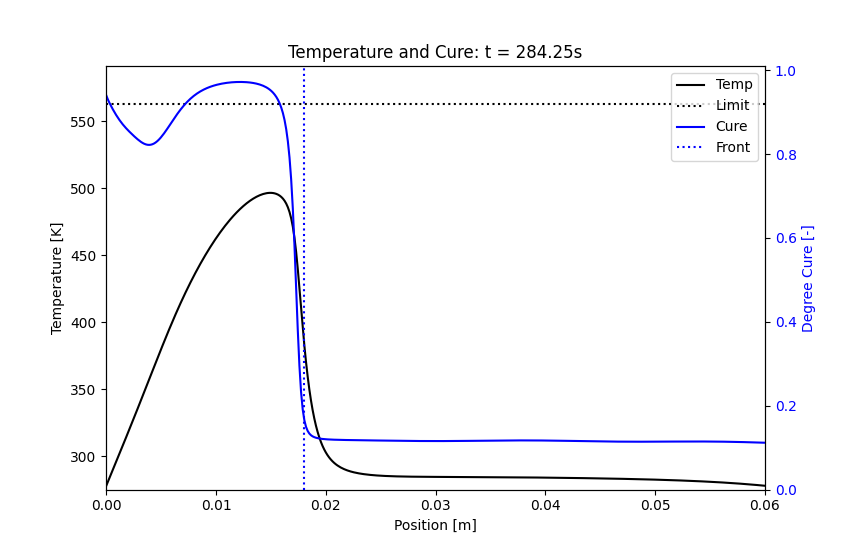 Temperature and Cure: t = 284.25s
Temp
Limit
Cure
Front
Temperature [K]
550
500
450
400
350
300
1.0
0.8
0.6
0.4
0.2
0.0
Degree Cure [-]
0.00 0.01 0.02 0.03 0.04 0.05 0.06
Position [m]